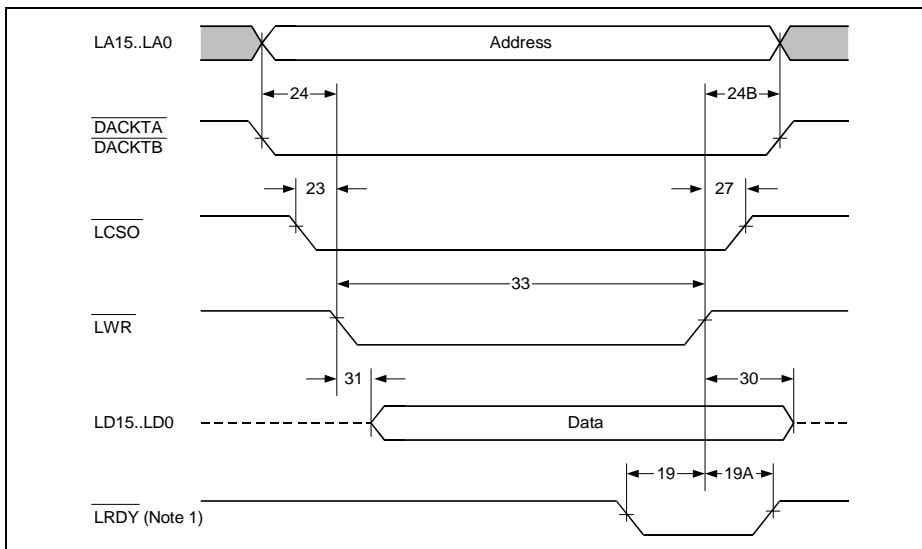 LA15..LA0
Address
24
24B
DACKTA
DACKTB
23
27
LCSO
33
LWR
31
30
LD15..LD0
Data
19
19A
LRDY (Note 1)